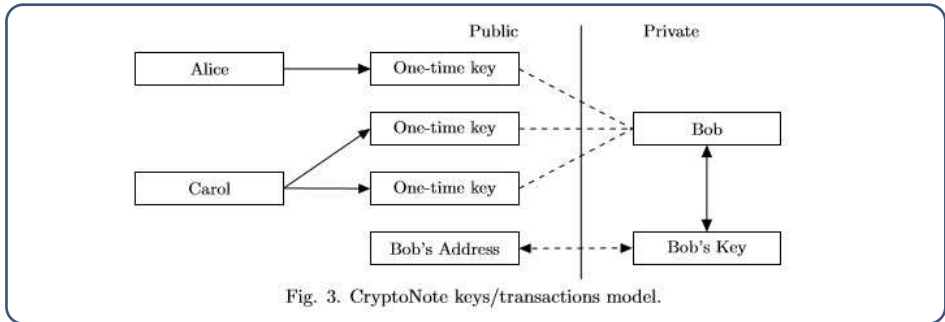 Public Private
Alice One-time key
One-time key Bob
Carol One-time key
Bob's Address Bob's Key
Fig. 3. CryptoNote keys/transactions model.